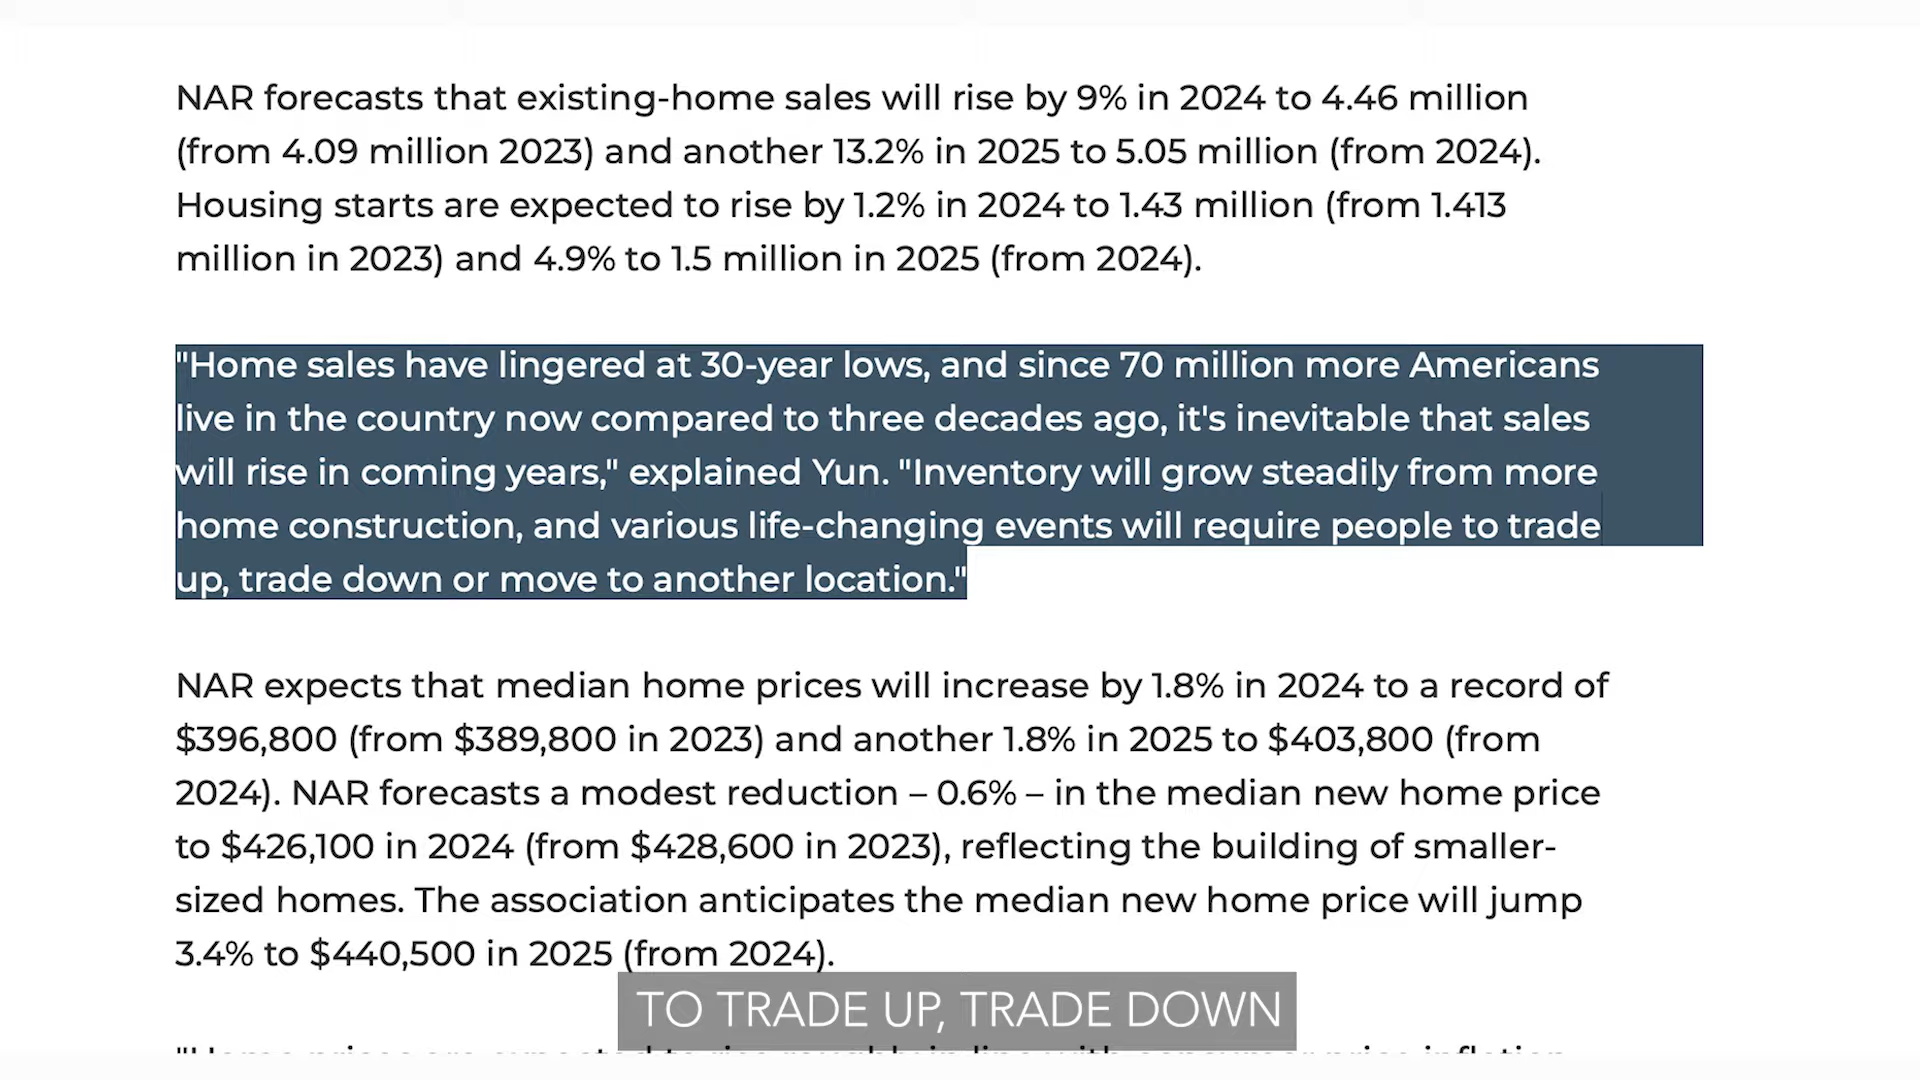 NAR forecasts that existing-home sales will rise by 9% in 2024 to 4.46 million
(from 4.09 million 2023) and another 13.2% in 2025 to 5.05 million (from 2024).
Housing starts are expected to rise by 1.2% in 2024 to 1.43 million (from 1.413
million in 2023) and 4.9% to 1.5 million in 2025 (from 2024).
"Home sales have lingered at 30-year lows, and since 70 million more Americans
live in the country now compared to three decades ago, it's inevitable that sales
will rise in coming years," explained Yun. "Inventory will grow steadily from more
home construction, and various life-changing events will require people to trade
up, trade down or move to another location."
NAR expects that median home prices will increase by 1.8% in 2024 to a record of
$396,800 (from $389,800 in 2023) and another 1.8% in 2025 to $403,800 (from
2024). NAR forecasts a modest reduction – 0.6% – in the median new home price
to $426,100 in 2024 (from $428,600 in 2023), reflecting the building of smaller-
sized homes. The association anticipates the median new home price will jump
3.4% to $440,500 in 2025 (from 2024).
TO TRADE UP, TRADE DOWN